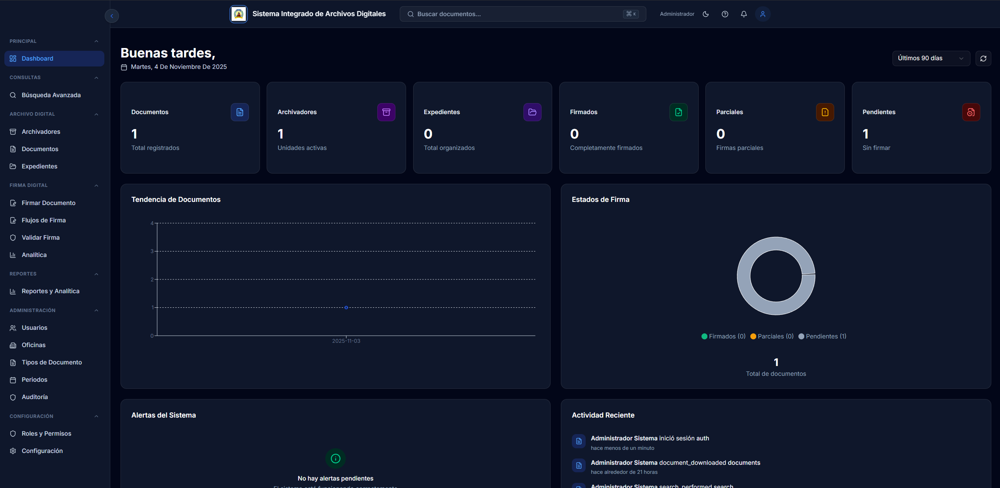 Sistema Integrado de Archivos Digitales
Buscar documentos...
⌘ K
Administrador
PRINCIPAL
Dashboard
CONSULTAS
Búsqueda Avanzada
ARCHIVO DIGITAL
Archivadores
Documentos
Expedientes
FIRMA DIGITAL
Firmar Documento
Flujos de Firma
Validar Firma
Analítica
REPORTES
Reportes y Analítica
ADMINISTRACIÓN
Usuarios
Oficinas
Tipos de Documento
Periodos
Auditoría
CONFIGURACIÓN
Roles y Permisos
Configuración
Buenas tardes,
Martes, 4 De Noviembre De 2025
Últimos 90 días
Documentos
1
Total registrados
Archivadores
1
Unidades activas
Expedientes
0
Total organizados
Firmados
0
Completamente firmados
Parciales
0
Firmas parciales
Pendientes
1
Sin firmar
Tendencia de Documentos
4
3
2
1
0
2025-11-03
Estados de Firma
Firmados (0) Parciales (0) Pendientes (1)
1
Total de documentos
Alertas del Sistema
No hay alertas pendientes
El sistema está funcionando correctamente
Actividad Reciente
Administrador Sistema inició sesión auth
hace menos de un minuto
Administrador Sistema document_downloaded documents
hace alrededor de 21 horas
Administrador Sistema search_performed search